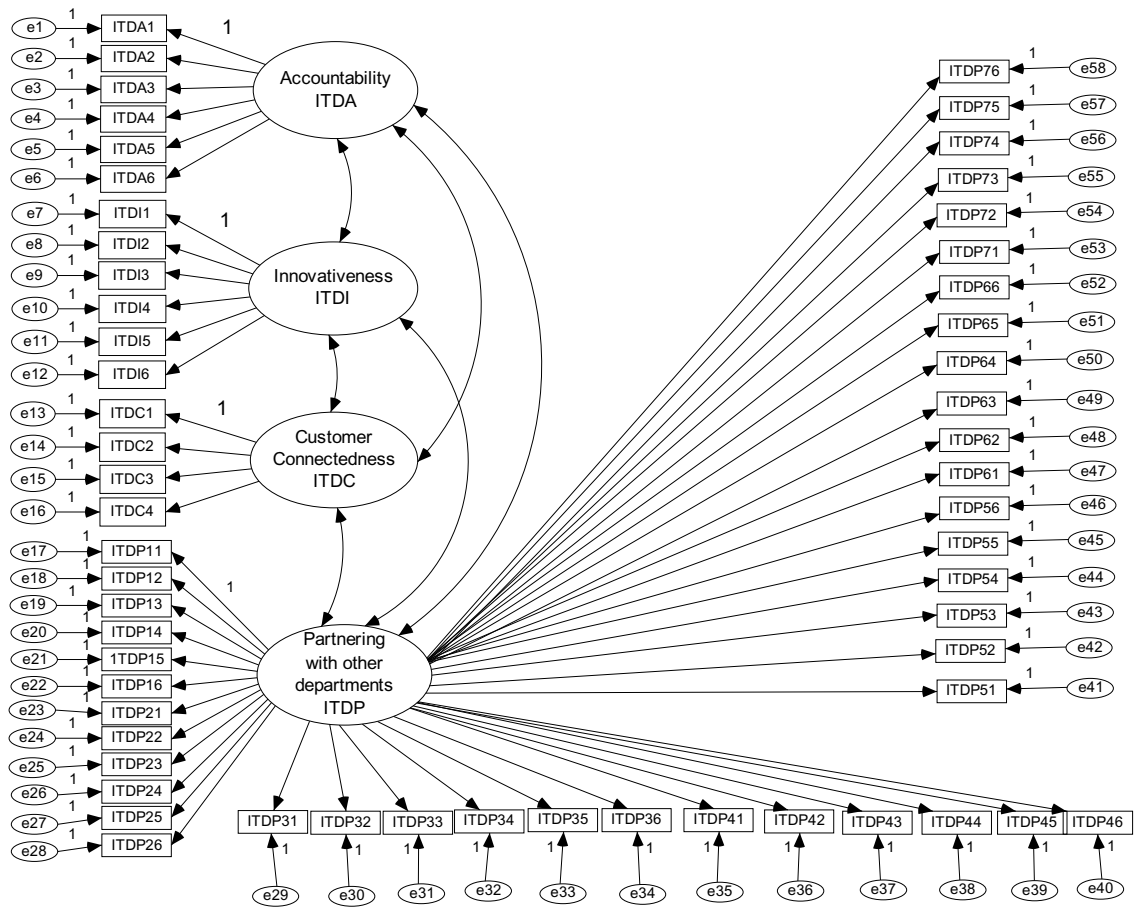 e1 1 ITDA1
1
e2 1 ITDA2
e3 1 ITDA3
e4 1 ITDA4
e5 1 ITDA5
e6 1 ITDA6
Accountability
ITDA
e7 1 ITDI1
1
e8 1 ITDI2
e9 1 ITDI3
e10 1 ITDI4
e11 1 ITDI5
e12 1 ITDI6
Innovativeness
ITDI
e13 1 ITDC1
1
e14 1 ITDC2
e15 1 ITDC3
e16 1 ITDC4
Customer
Connectedness
ITDC
e17 1 ITDP11
1
e18 1 ITDP12
e19 1 ITDP13
e20 1 ITDP14
e21 1 1TDP15
e22 1 ITDP16
e23 1 ITDP21
e24 1 ITDP22
e25 1 ITDP23
e26 1 ITDP24
e27 1 ITDP25
e28 1 ITDP26
Partnering
with other
departments
ITDP
ITDP76 1 e58
ITDP75 1 e57
ITDP74 1 e56
ITDP73 1 e55
ITDP72 1 e54
ITDP71 1 e53
ITDP66 1 e52
ITDP65 1 e51
ITDP64 1 e50
ITDP63 1 e49
ITDP62 1 e48
ITDP61 1 e47
ITDP56 1 e46
ITDP55 1 e45
ITDP54 1 e44
ITDP53 1 e43
ITDP52 1 e42
ITDP51 1 e41
ITDP31 ITDP32 ITDP33 ITDP34 ITDP35 ITDP36 ITDP41 ITDP42 ITDP43 ITDP44 ITDP45 ITDP46
1 1 1 1 1 1 1 1 1 1 1 1
e29 e30 e31 e32 e33 e34 e35 e36 e37 e38 e39 e40